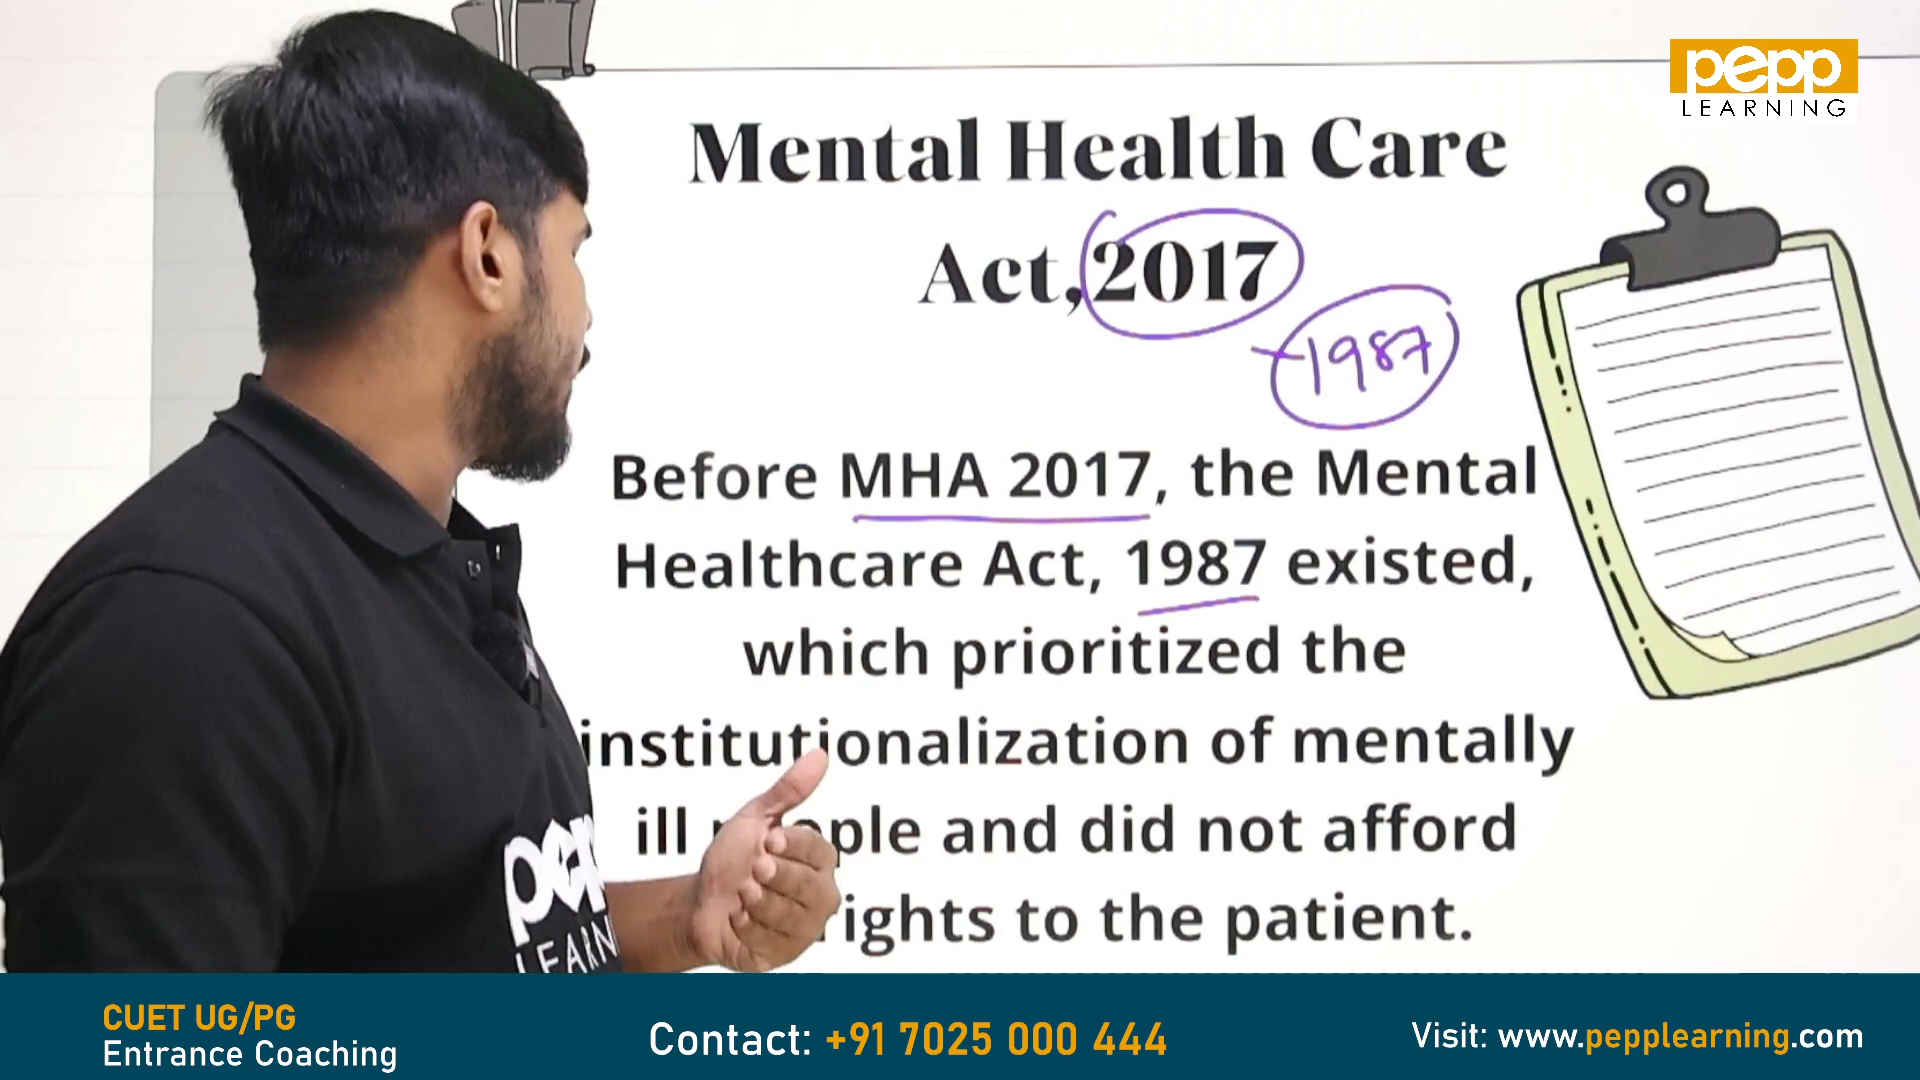 pepp
LEARNING
Mental Health Care
Act, 2017
1987
Before MHA 2017, the Mental
Healthcare Act, 1987 existed,
which prioritized the
institutionalization of mentally
ill people and did not afford
rights to the patient.
CUET UG/PG
Entrance Coaching
Contact: +91 7025 000 444
Visit: www.pepplearning.com